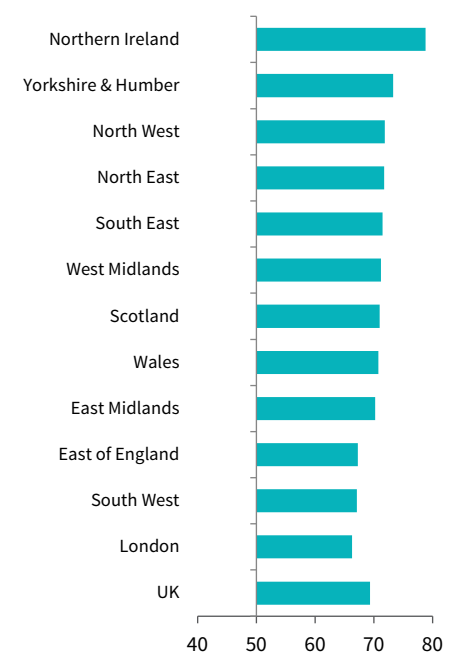 Northern Ireland
Yorkshire & Humber
North West
North East
South East
West Midlands
Scotland
Wales
East Midlands
East of England
South West
London
UK
40 50 60 70 80